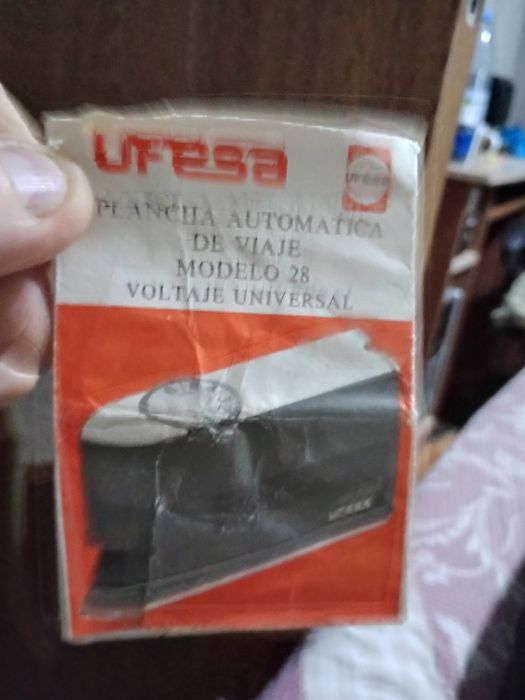 UFESA
UFESA
PLANCHA AUTOMATICA
DE VIAJE
MODELO 28
VOLTAJE UNIVERSAL
UFESA